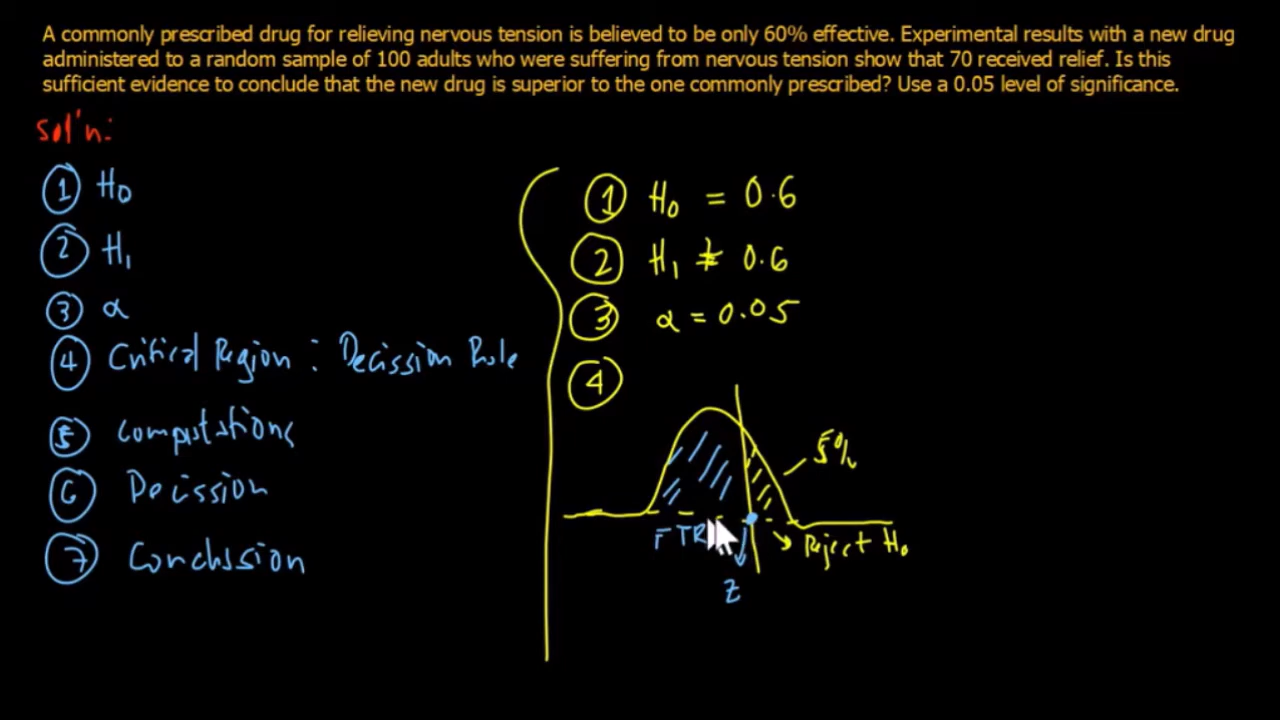 A commonly prescribed drug for relieving nervous tension is believed to be only 60% effective. Experimental results with a new drug
administered to a random sample of 100 adults who were suffering from nervous tension show that 70 received relief. Is this
sufficient evidence to conclude that the new drug is superior to the one commonly prescribed? Use a 0.05 level of significance.
Sol'n:
① H₀
② H₁
③ α
④ Critical Region : Decission Rule
⑤ Computations
⑥ Decission
⑦ Conclusion
① H₀ = 0.6
② H₁ ≠ 0.6
③ α = 0.05
④
5%
FTR
Reject H₀
Z